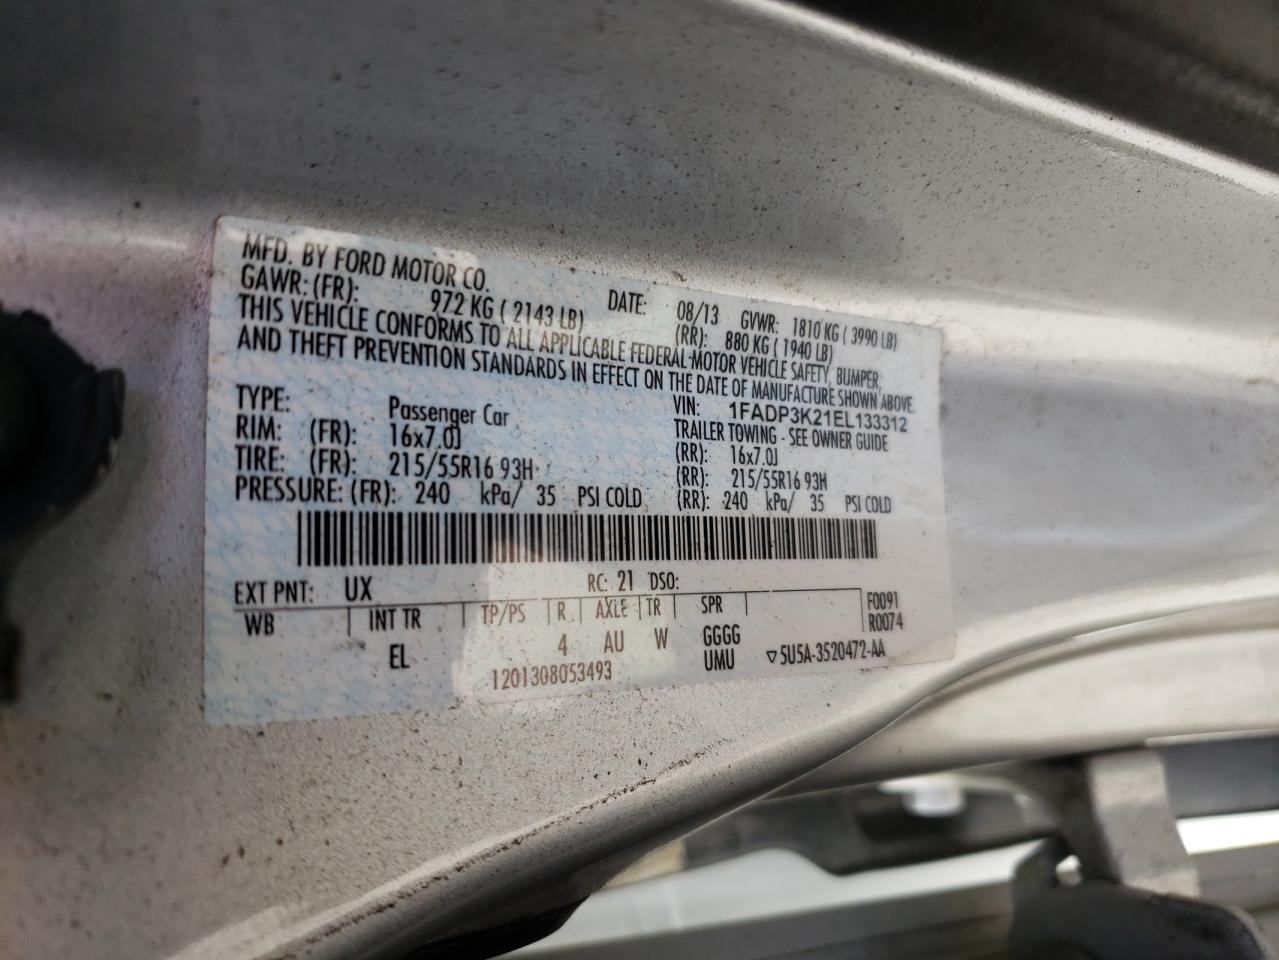 MFD. BY FORD MOTOR CO. DATE: 08/13 GVWR: 1810 KG ( 3990 LB)
GAWR: (FR): 972 KG ( 2143 LB) (RR): 880 KG ( 1940 LB)
THIS VEHICLE CONFORMS TO ALL APPLICABLE FEDERAL MOTOR VEHICLE SAFETY, BUMPER,
AND THEFT PREVENTION STANDARDS IN EFFECT ON THE DATE OF MANUFACTURE SHOWN ABOVE.
VIN: 1FADP3K21EL133312
TYPE: Passenger Car TRAILER TOWING - SEE OWNER GUIDE
RIM: (FR): 16x7.0J (RR): 16x7.0J
TIRE: (FR): 215/55R16 93H (RR): 215/55R16 93H
PRESSURE: (FR): 240 kPa/ 35 PSI COLD (RR): 240 kPa/ 35 PSI COLD
EXT PNT: UX RC: 21 DSO:
WB INT TR TP/PS R AXLE TR SPR F0091
R0074
EL 4 AU W GGGG
UMU ▽5U5A-3520472-AA
1201308053493